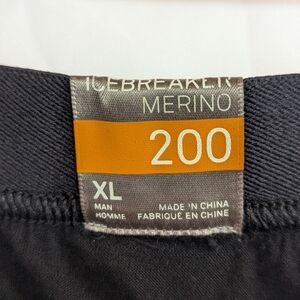 ICEBREAKER
MERINO
200
XL
MAN
HOMME
MADE IN CHINA
FABRIQUÉ EN CHINE